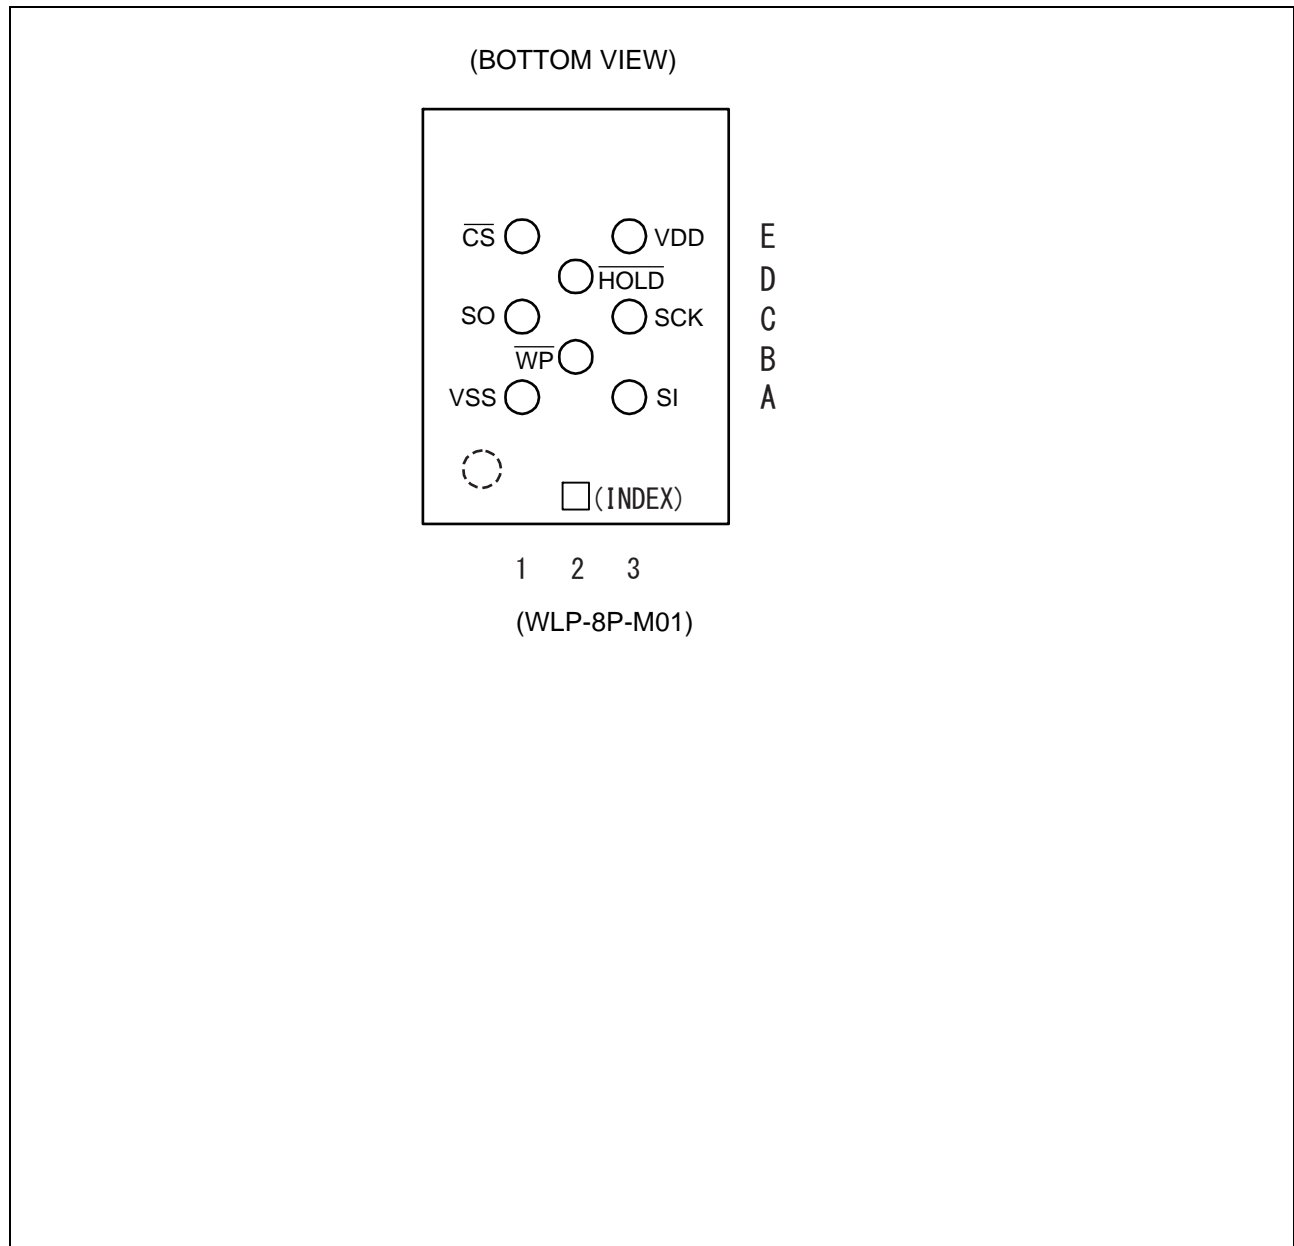 (BOTTOM VIEW)
CS VDD E
HOLD D
SO SCK C
WP B
VSS SI A
(INDEX)
1 2 3
(WLP-8P-M01)